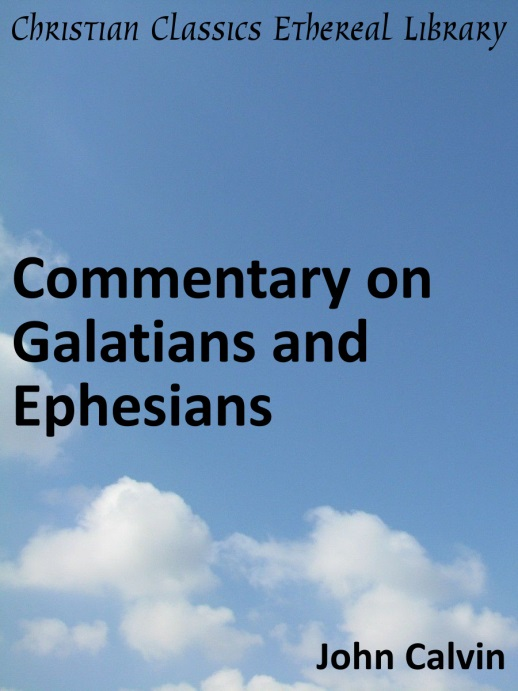 Christian Classics Ethereal Library
Commentary on
Galatians and
Ephesians
John Calvin